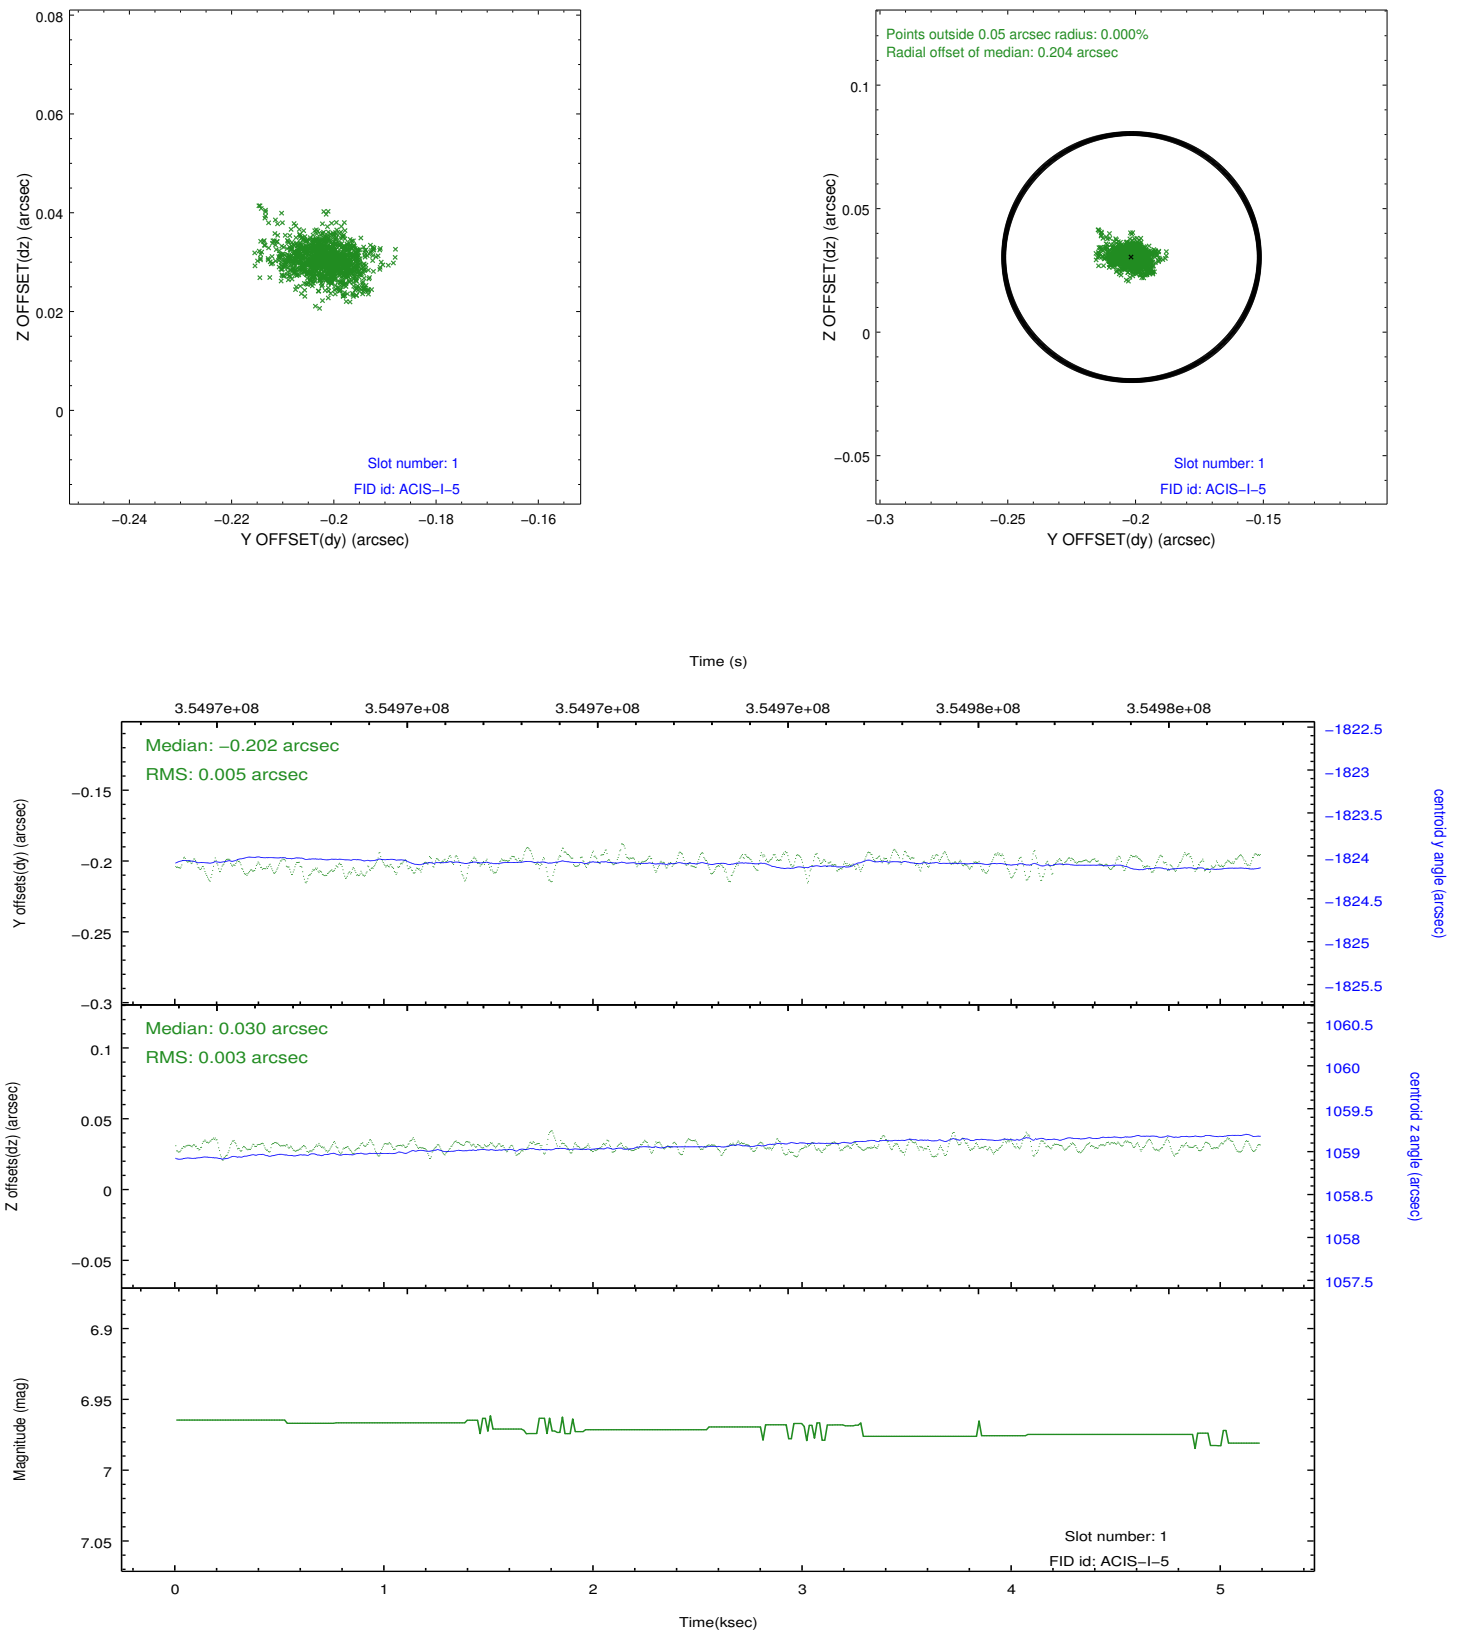 0.08
0.06
0.04
0.02
0
Z OFFSET(dz) (arcsec)
Slot number: 1
FID id: ACIS−I−5
−0.24 −0.22 −0.2 −0.18 −0.16
Y OFFSET(dy) (arcsec)
Points outside 0.05 arcsec radius: 0.000%
Radial offset of median: 0.204 arcsec
0.1
0.05
0
−0.05
Z OFFSET(dz) (arcsec)
Slot number: 1
FID id: ACIS−I−5
−0.3 −0.25 −0.2 −0.15
Y OFFSET(dy) (arcsec)
Time (s)
3.5497e+08 3.5497e+08 3.5497e+08 3.5497e+08 3.5498e+08 3.5498e+08
Median: −0.202 arcsec
RMS: 0.005 arcsec
−0.15
−0.2
−0.25
−0.3
Y offsets(dy) (arcsec)
−1822.5
−1823
−1823.5
−1824
−1824.5
−1825
−1825.5
centroid y angle (arcsec)
Median: 0.030 arcsec
RMS: 0.003 arcsec
0.1
0.05
0
−0.05
Z offsets(dz) (arcsec)
1060.5
1060
1059.5
1059
1058.5
1058
1057.5
centroid z angle (arcsec)
6.9
6.95
7
7.05
Magnitude (mag)
Slot number: 1
FID id: ACIS−I−5
0 1 2 3 4 5
Time(ksec)